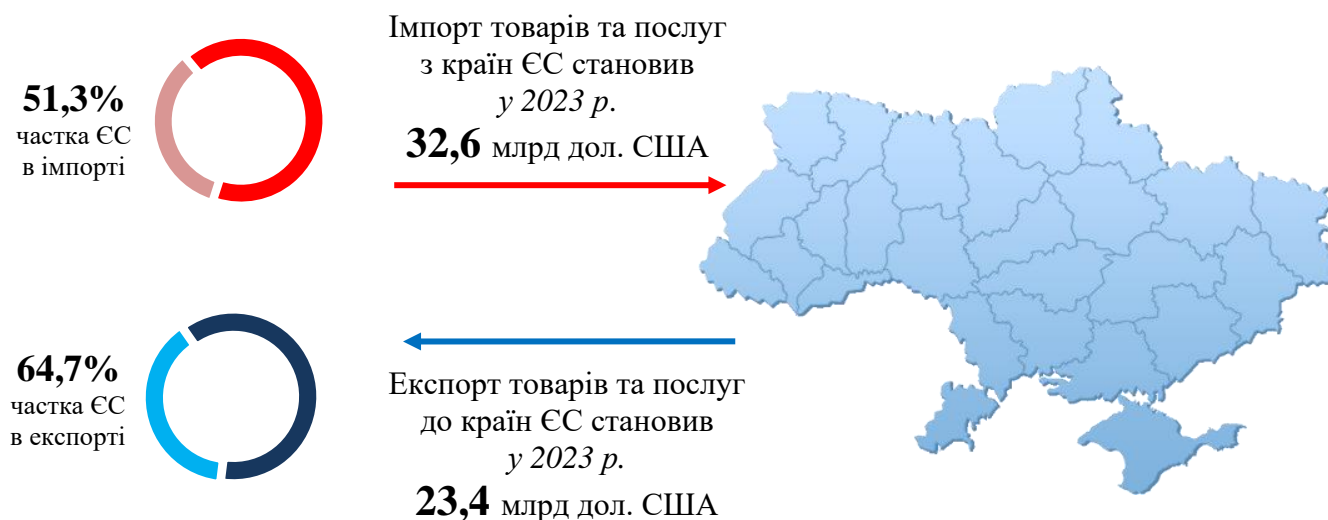 51,3%
частка ЄС
в імпорті
Імпорт товарів та послуг
з країн ЄС становив
у 2023 р.
32,6 млрд дол. США
64,7%
частка ЄС
в експорті
Експорт товарів та послуг
до країн ЄС становив
у 2023 р.
23,4 млрд дол. США